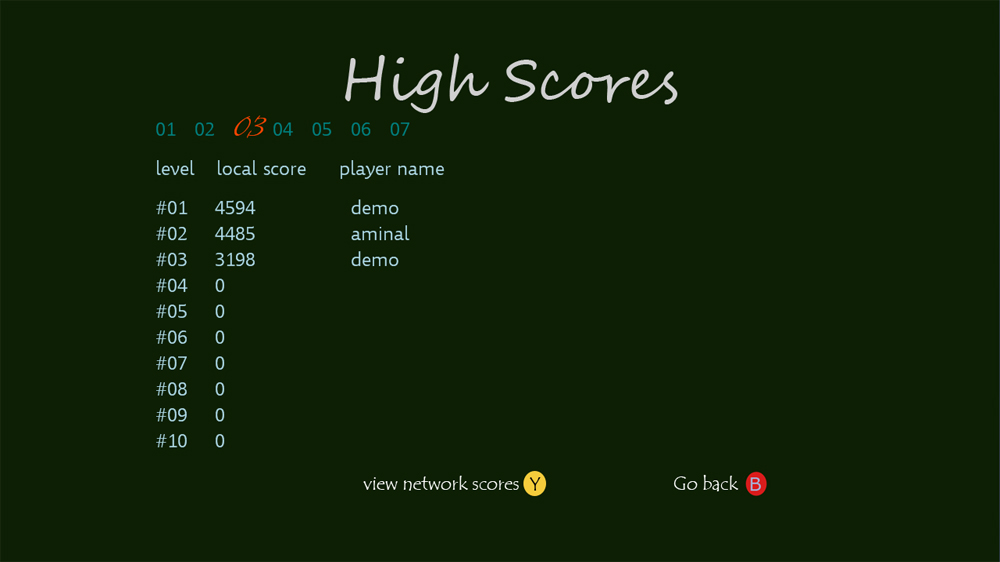 High Scores
01 02 03 04 05 06 07
level local score player name
#01 4594 demo
#02 4485 aminal
#03 3198 demo
#04 0
#05 0
#06 0
#07 0
#08 0
#09 0
#10 0
view network scores Y Go back B